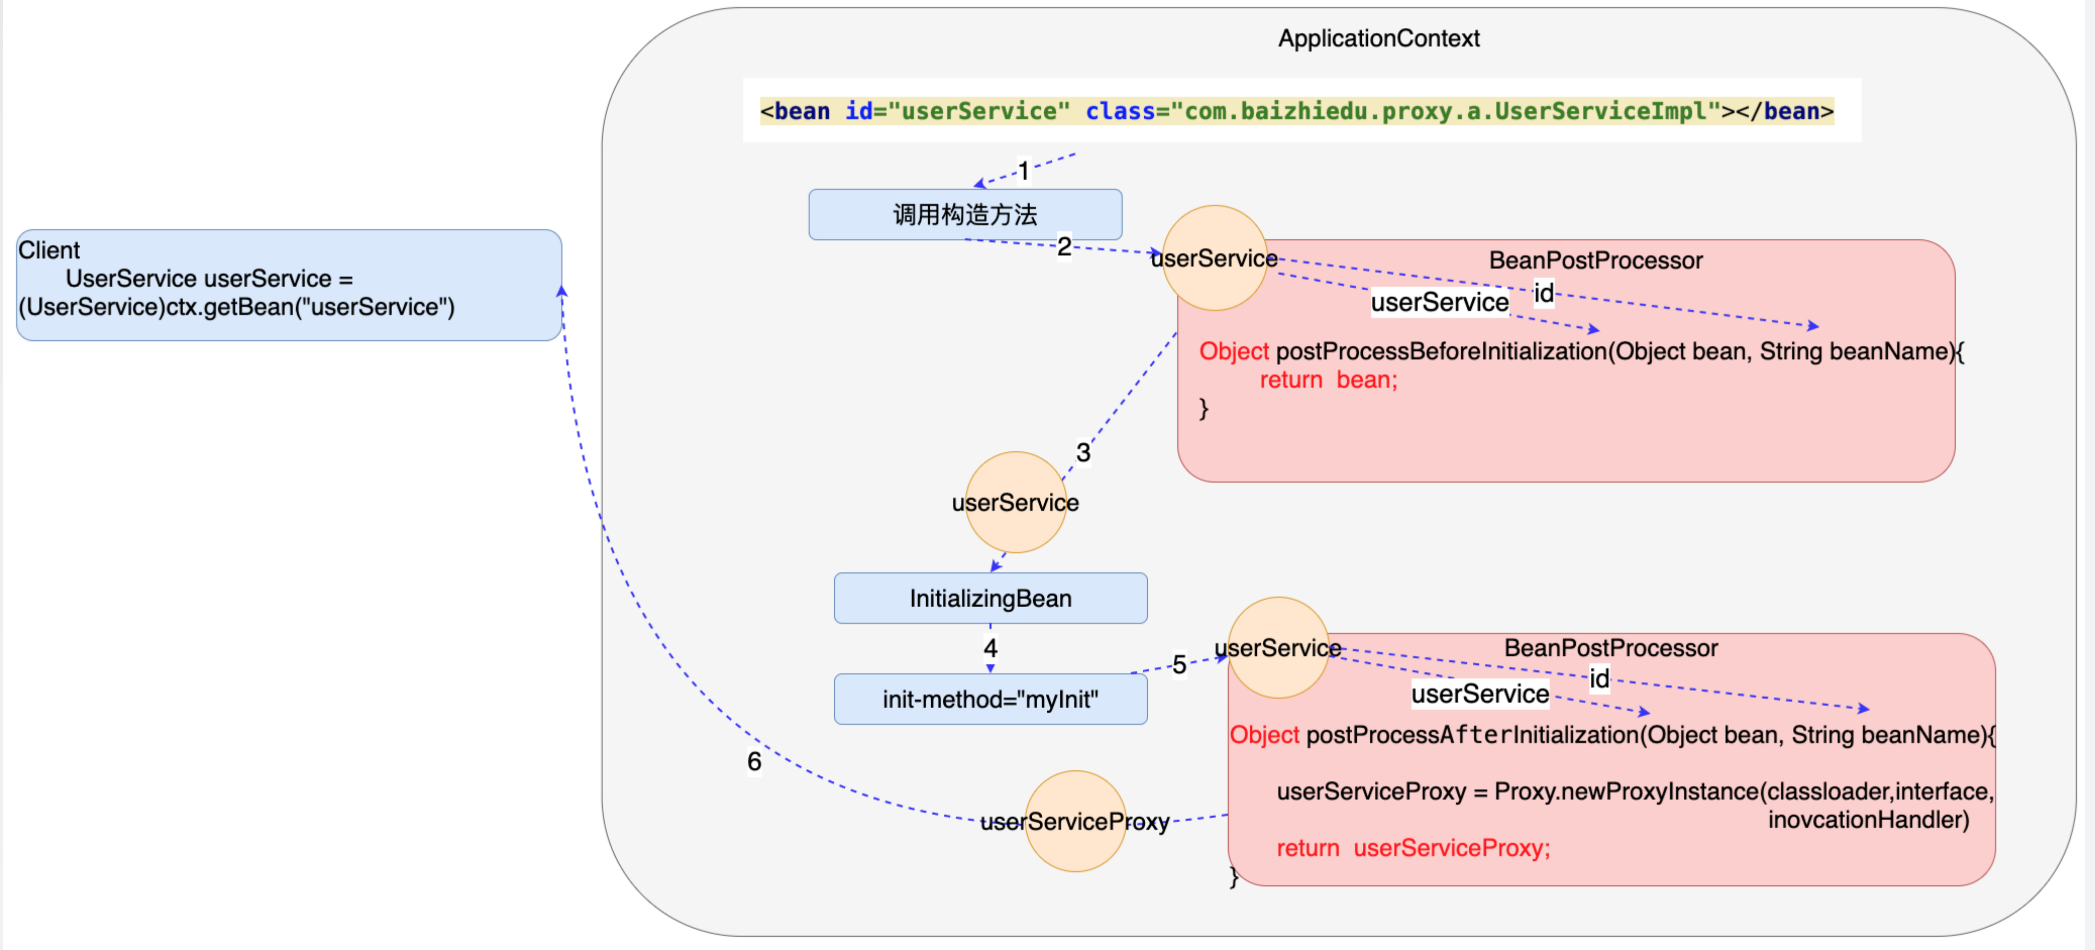 ApplicationContext
<bean id="userService" class="com.baizhiedu.proxy.a.UserServiceImpl"></bean>
1
调用构造方法
2
userService
BeanPostProcessor
id
userService
Object postProcessBeforeInitialization(Object bean, String beanName){
return bean;
}
Client
UserService userService =
(UserService)ctx.getBean("userService")
3
userService
InitializingBean
4
init-method="myInit"
5
userService
BeanPostProcessor
id
userService
Object postProcessAfterInitialization(Object bean, String beanName){
userServiceProxy = Proxy.newProxyInstance(classloader,interface,
inovcationHandler)
return userServiceProxy;
}
userServiceProxy
6